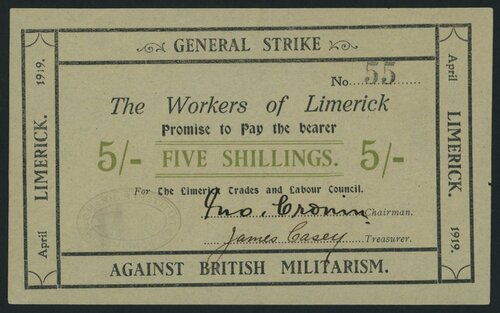 GENERAL STRIKE
No. 55
The Workers of Limerick
Promise to Pay the bearer
5/- FIVE SHILLINGS. 5/-
For The Limerick Trades and Labour Council.
Jno. Cronin Chairman.
James Casey Treasurer.
AGAINST BRITISH MILITARISM.
April LIMERICK. 1919.
April LIMERICK. 1919.